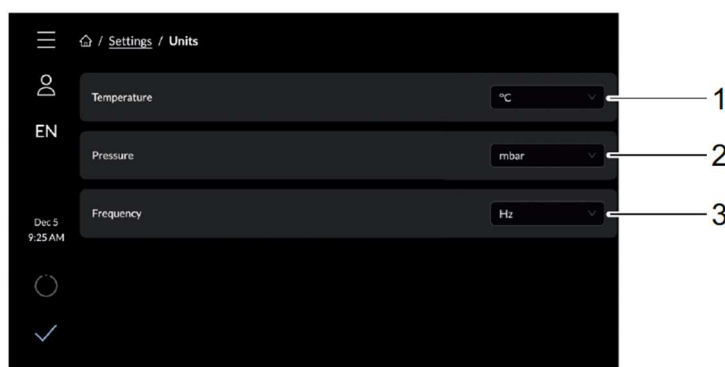 / Settings / Units
Temperature
°C
1
EN
Pressure
mbar
2
Frequency
Hz
3
Dec 5
9:25 AM